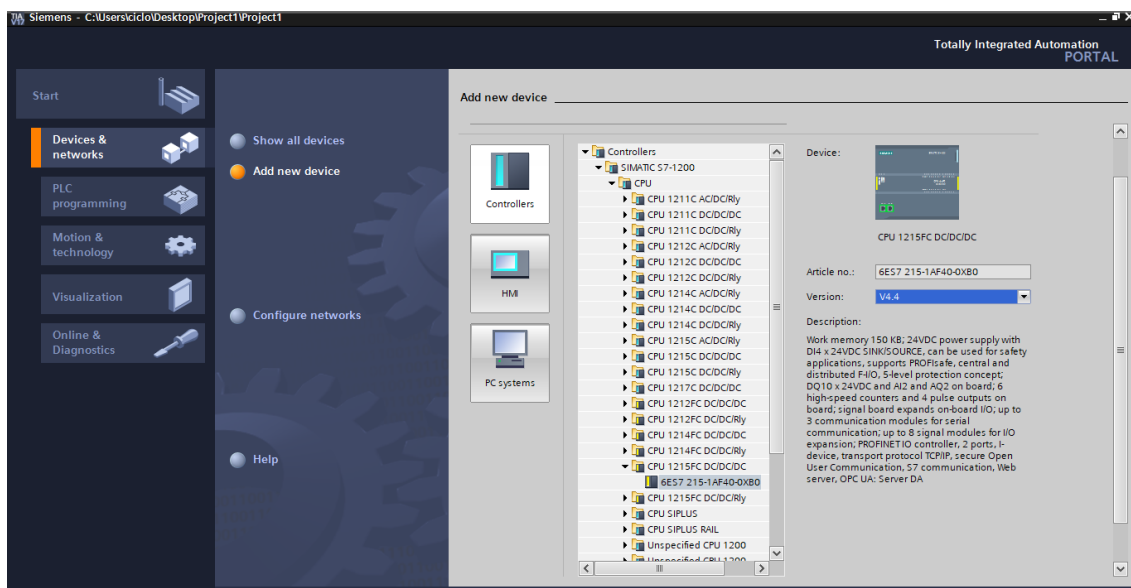 Siemens - C:\Users\ciclo\Desktop\Project1\Project1
Totally Integrated Automation
PORTAL
Start
Devices &
networks
PLC
programming
Motion &
technology
Visualization
Online &
Diagnostics
Show all devices
Add new device
Configure networks
Help
Add new device
Controllers
HMI
PC systems
Controllers
SIMATIC S7-1200
CPU
CPU 1211C AC/DC/Rly
CPU 1211C DC/DC/DC
CPU 1211C DC/DC/Rly
CPU 1212C AC/DC/Rly
CPU 1212C DC/DC/DC
CPU 1212C DC/DC/Rly
CPU 1214C AC/DC/Rly
CPU 1214C DC/DC/DC
CPU 1214C DC/DC/Rly
CPU 1215C AC/DC/Rly
CPU 1215C DC/DC/DC
CPU 1215C DC/DC/Rly
CPU 1217C DC/DC/DC
CPU 1212FC DC/DC/DC
CPU 1212FC DC/DC/Rly
CPU 1214FC DC/DC/DC
CPU 1214FC DC/DC/Rly
CPU 1215FC DC/DC/DC
6ES7 215-1AF40-0XB0
CPU 1215FC DC/DC/Rly
CPU SIPLUS
CPU SIPLUS RAIL
Unspecified CPU 1200
Unspecified CPU 1200
Device:
CPU 1215FC DC/DC/DC
Article no.: 6ES7 215-1AF40-0XB0
Version: V4.4
Description:
Work memory 150 KB; 24VDC power supply with
DI4 x 24VDC SINK/SOURCE, can be used for safety
applications, supports PROFIsafe, central and
distributed F-I/O, 5-level protection concept;
DQ10 x 24VDC and AI2 and AQ2 on board; 6
high-speed counters and 4 pulse outputs on
board; signal board expands on-board I/O; up to
3 communication modules for serial
communication; up to 8 signal modules for I/O
expansion; PROFINET IO controller, 2 ports, I-
device, transport protocol TCP/IP, secure Open
User Communication, S7 communication, Web
server, OPC UA: Server DA